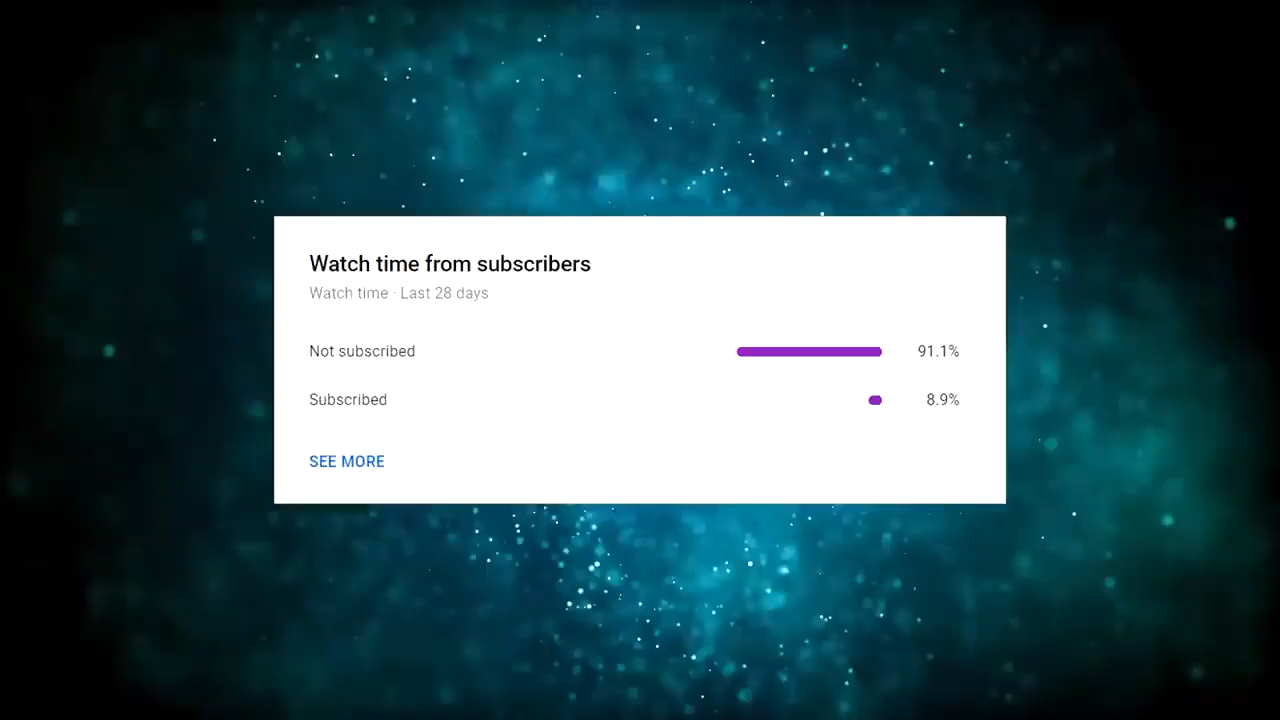 Watch time from subscribers
Watch time · Last 28 days
Not subscribed 91.1%
Subscribed 8.9%
SEE MORE